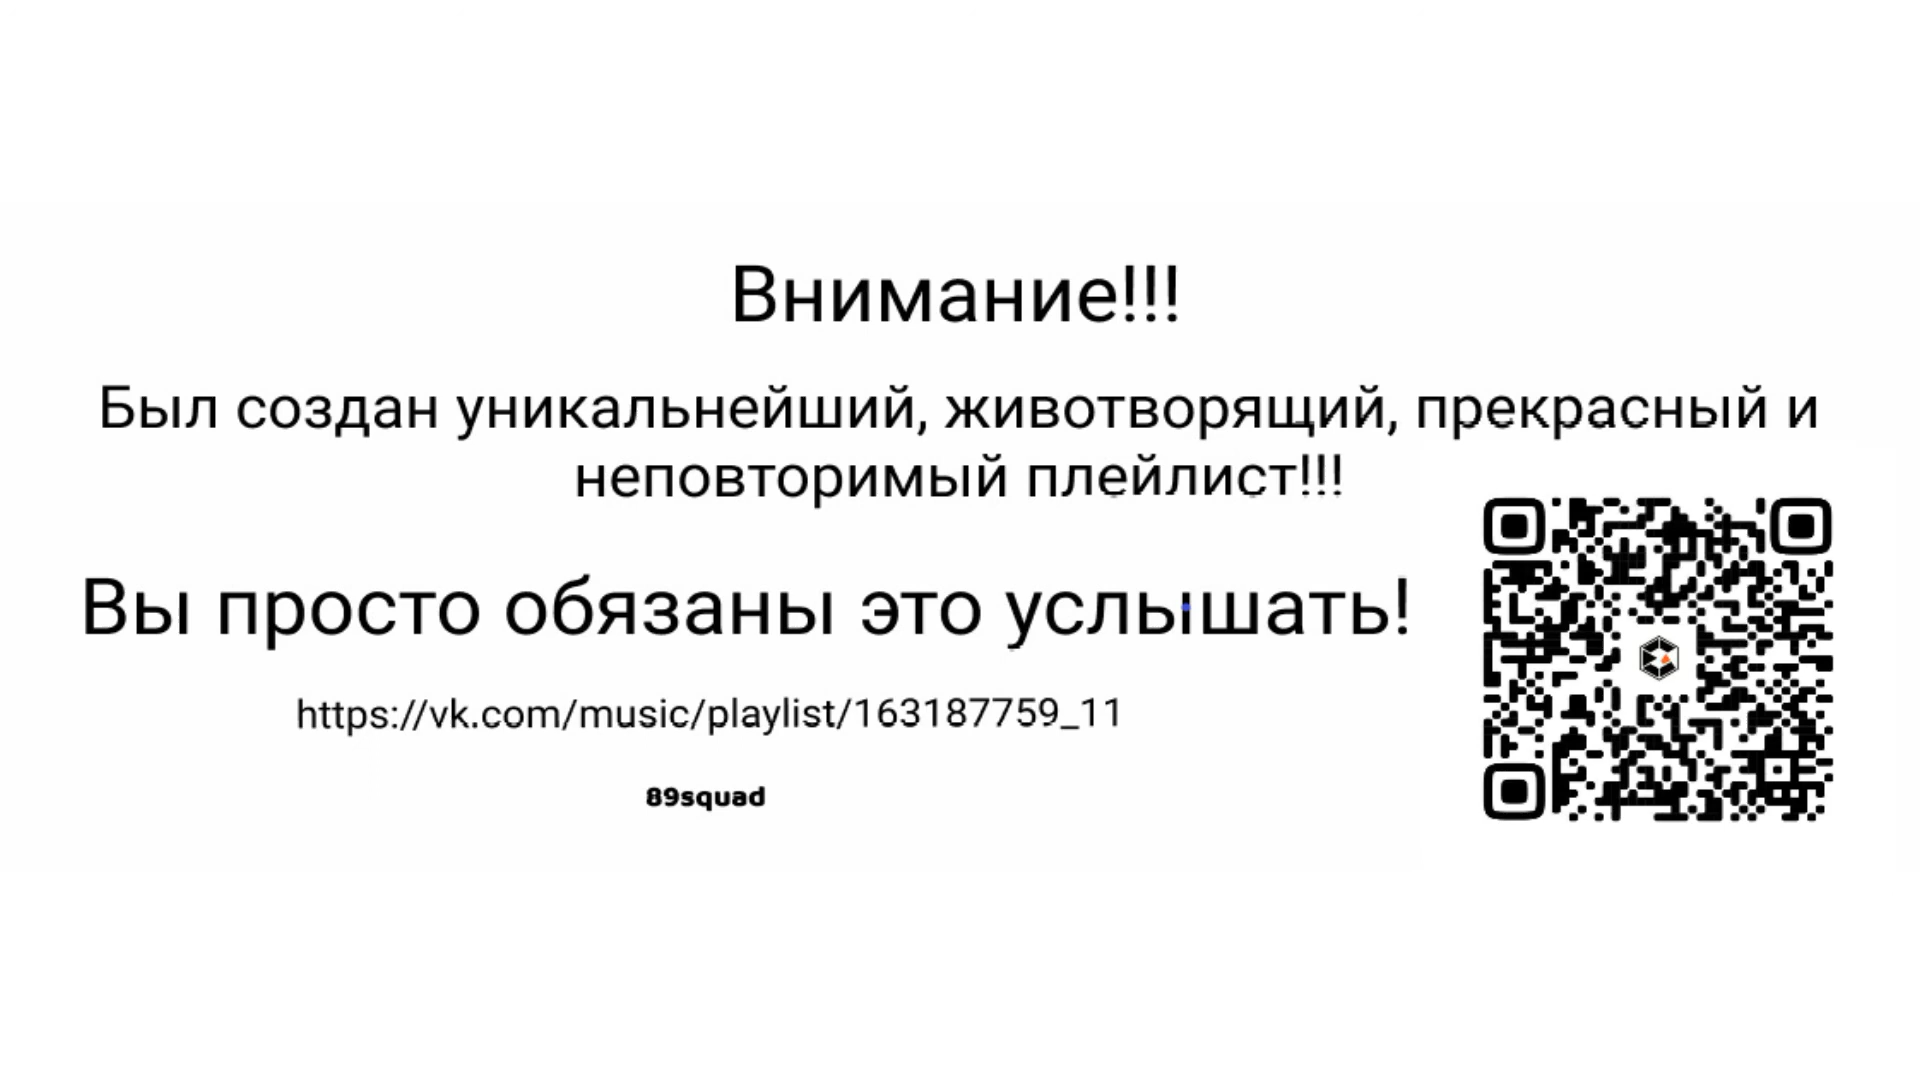 Внимание!!!
Был создан уникальнейший, животворящий, прекрасный и
неповторимый плейлист!!!
Вы просто обязаны это услышать!
https://vk.com/music/playlist/163187759_11
89squad